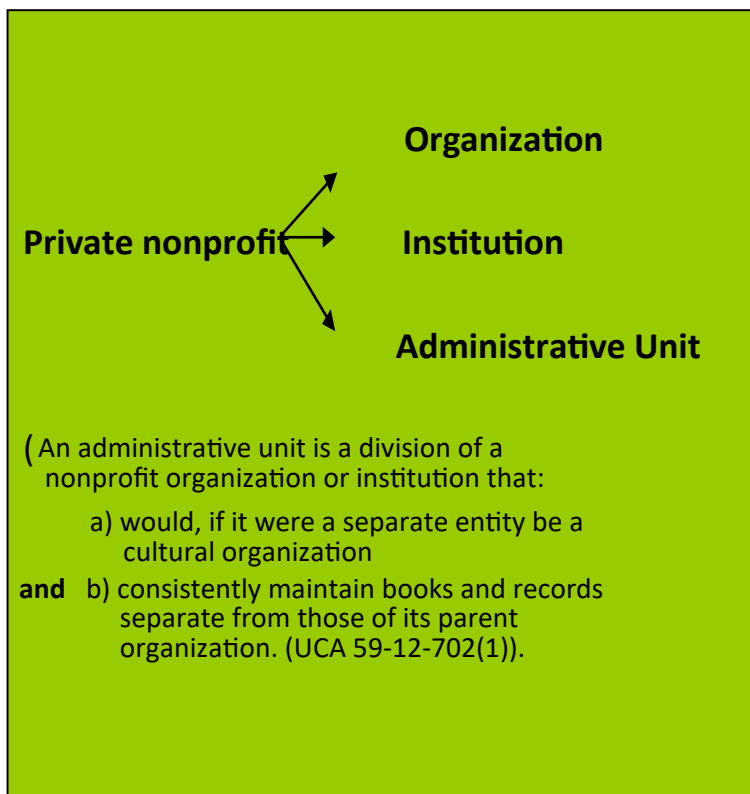 Organization
Private nonprofit
Institution
Administrative Unit
( An administrative unit is a division of a
nonprofit organization or institution that:
a) would, if it were a separate entity be a
cultural organization
and b) consistently maintain books and records
separate from those of its parent
organization. (UCA 59-12-702(1)).